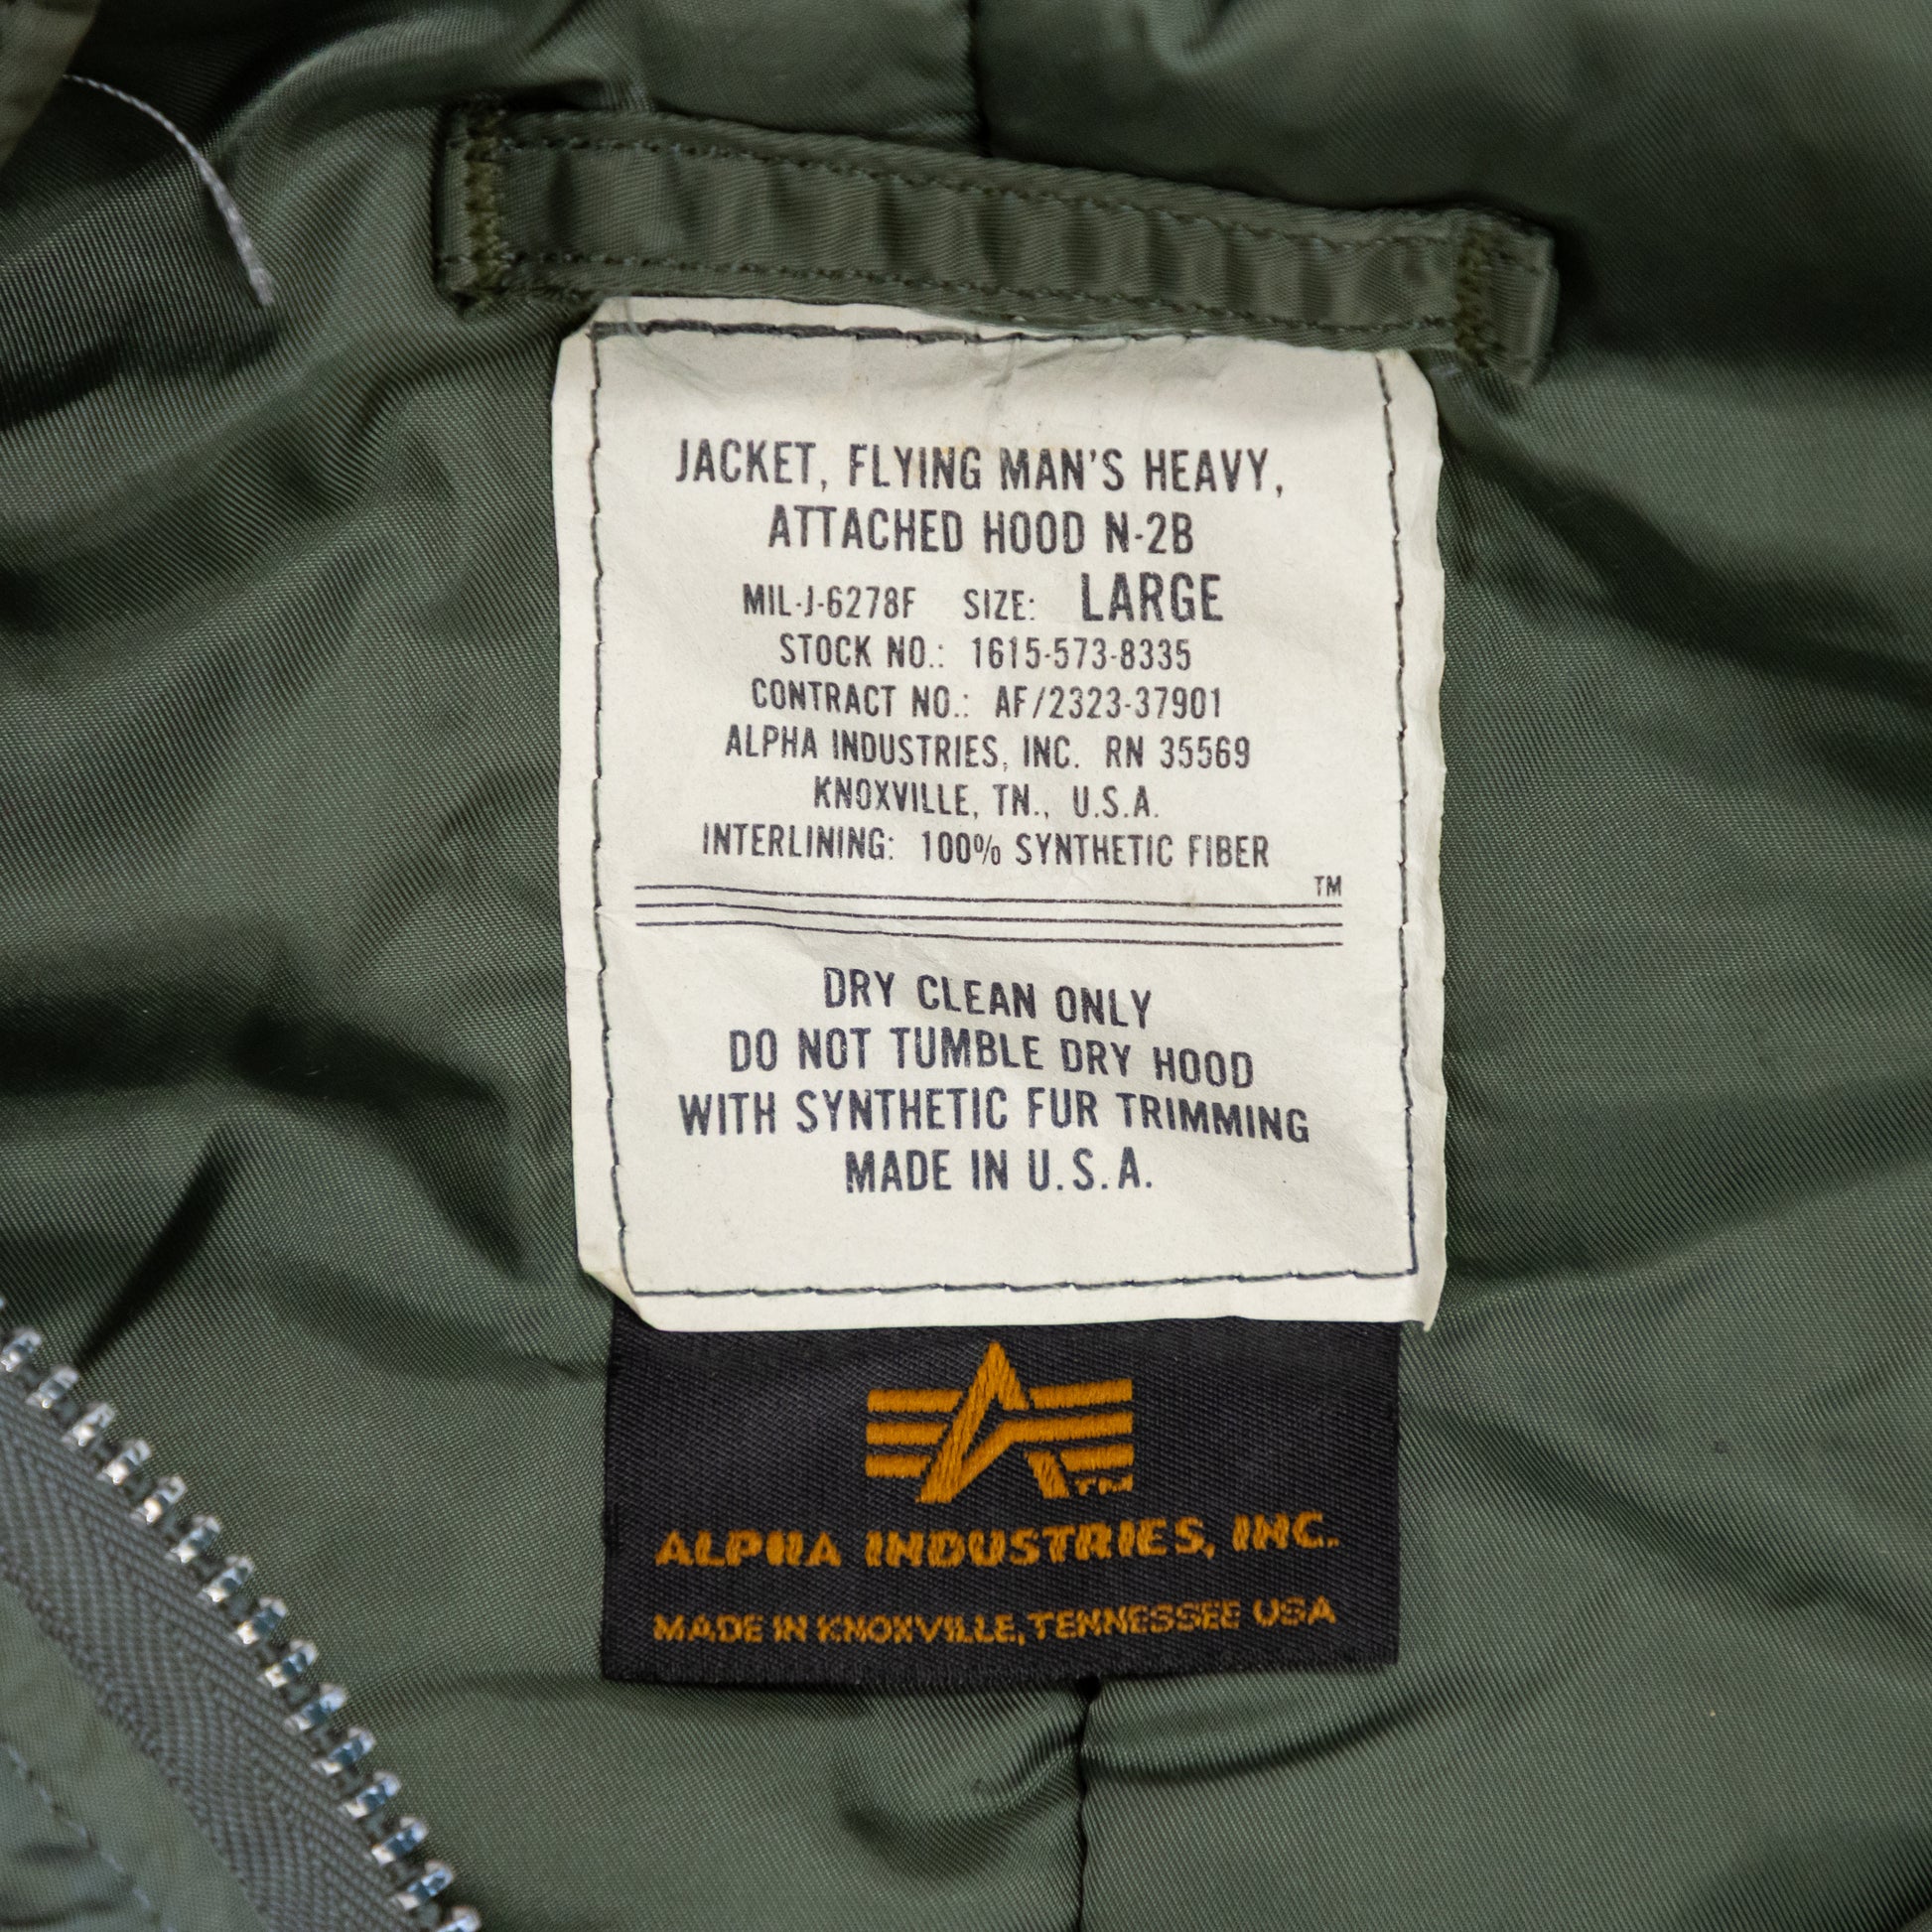 JACKET, FLYING MAN'S HEAVY,
ATTACHED HOOD N-2B
MIL-J-6278F SIZE: LARGE
STOCK NO.: 1615-573-8335
CONTRACT NO.: AF/2323-37901
ALPHA INDUSTRIES, INC. RN 35569
KNOXVILLE, TN., U.S.A.
INTERLINING: 100% SYNTHETIC FIBER
TM
DRY CLEAN ONLY
DO NOT TUMBLE DRY HOOD
WITH SYNTHETIC FUR TRIMMING
MADE IN U.S.A.
TM
ALPHA INDUSTRIES, INC.
MADE IN KNOXVILLE, TENNESSEE USA